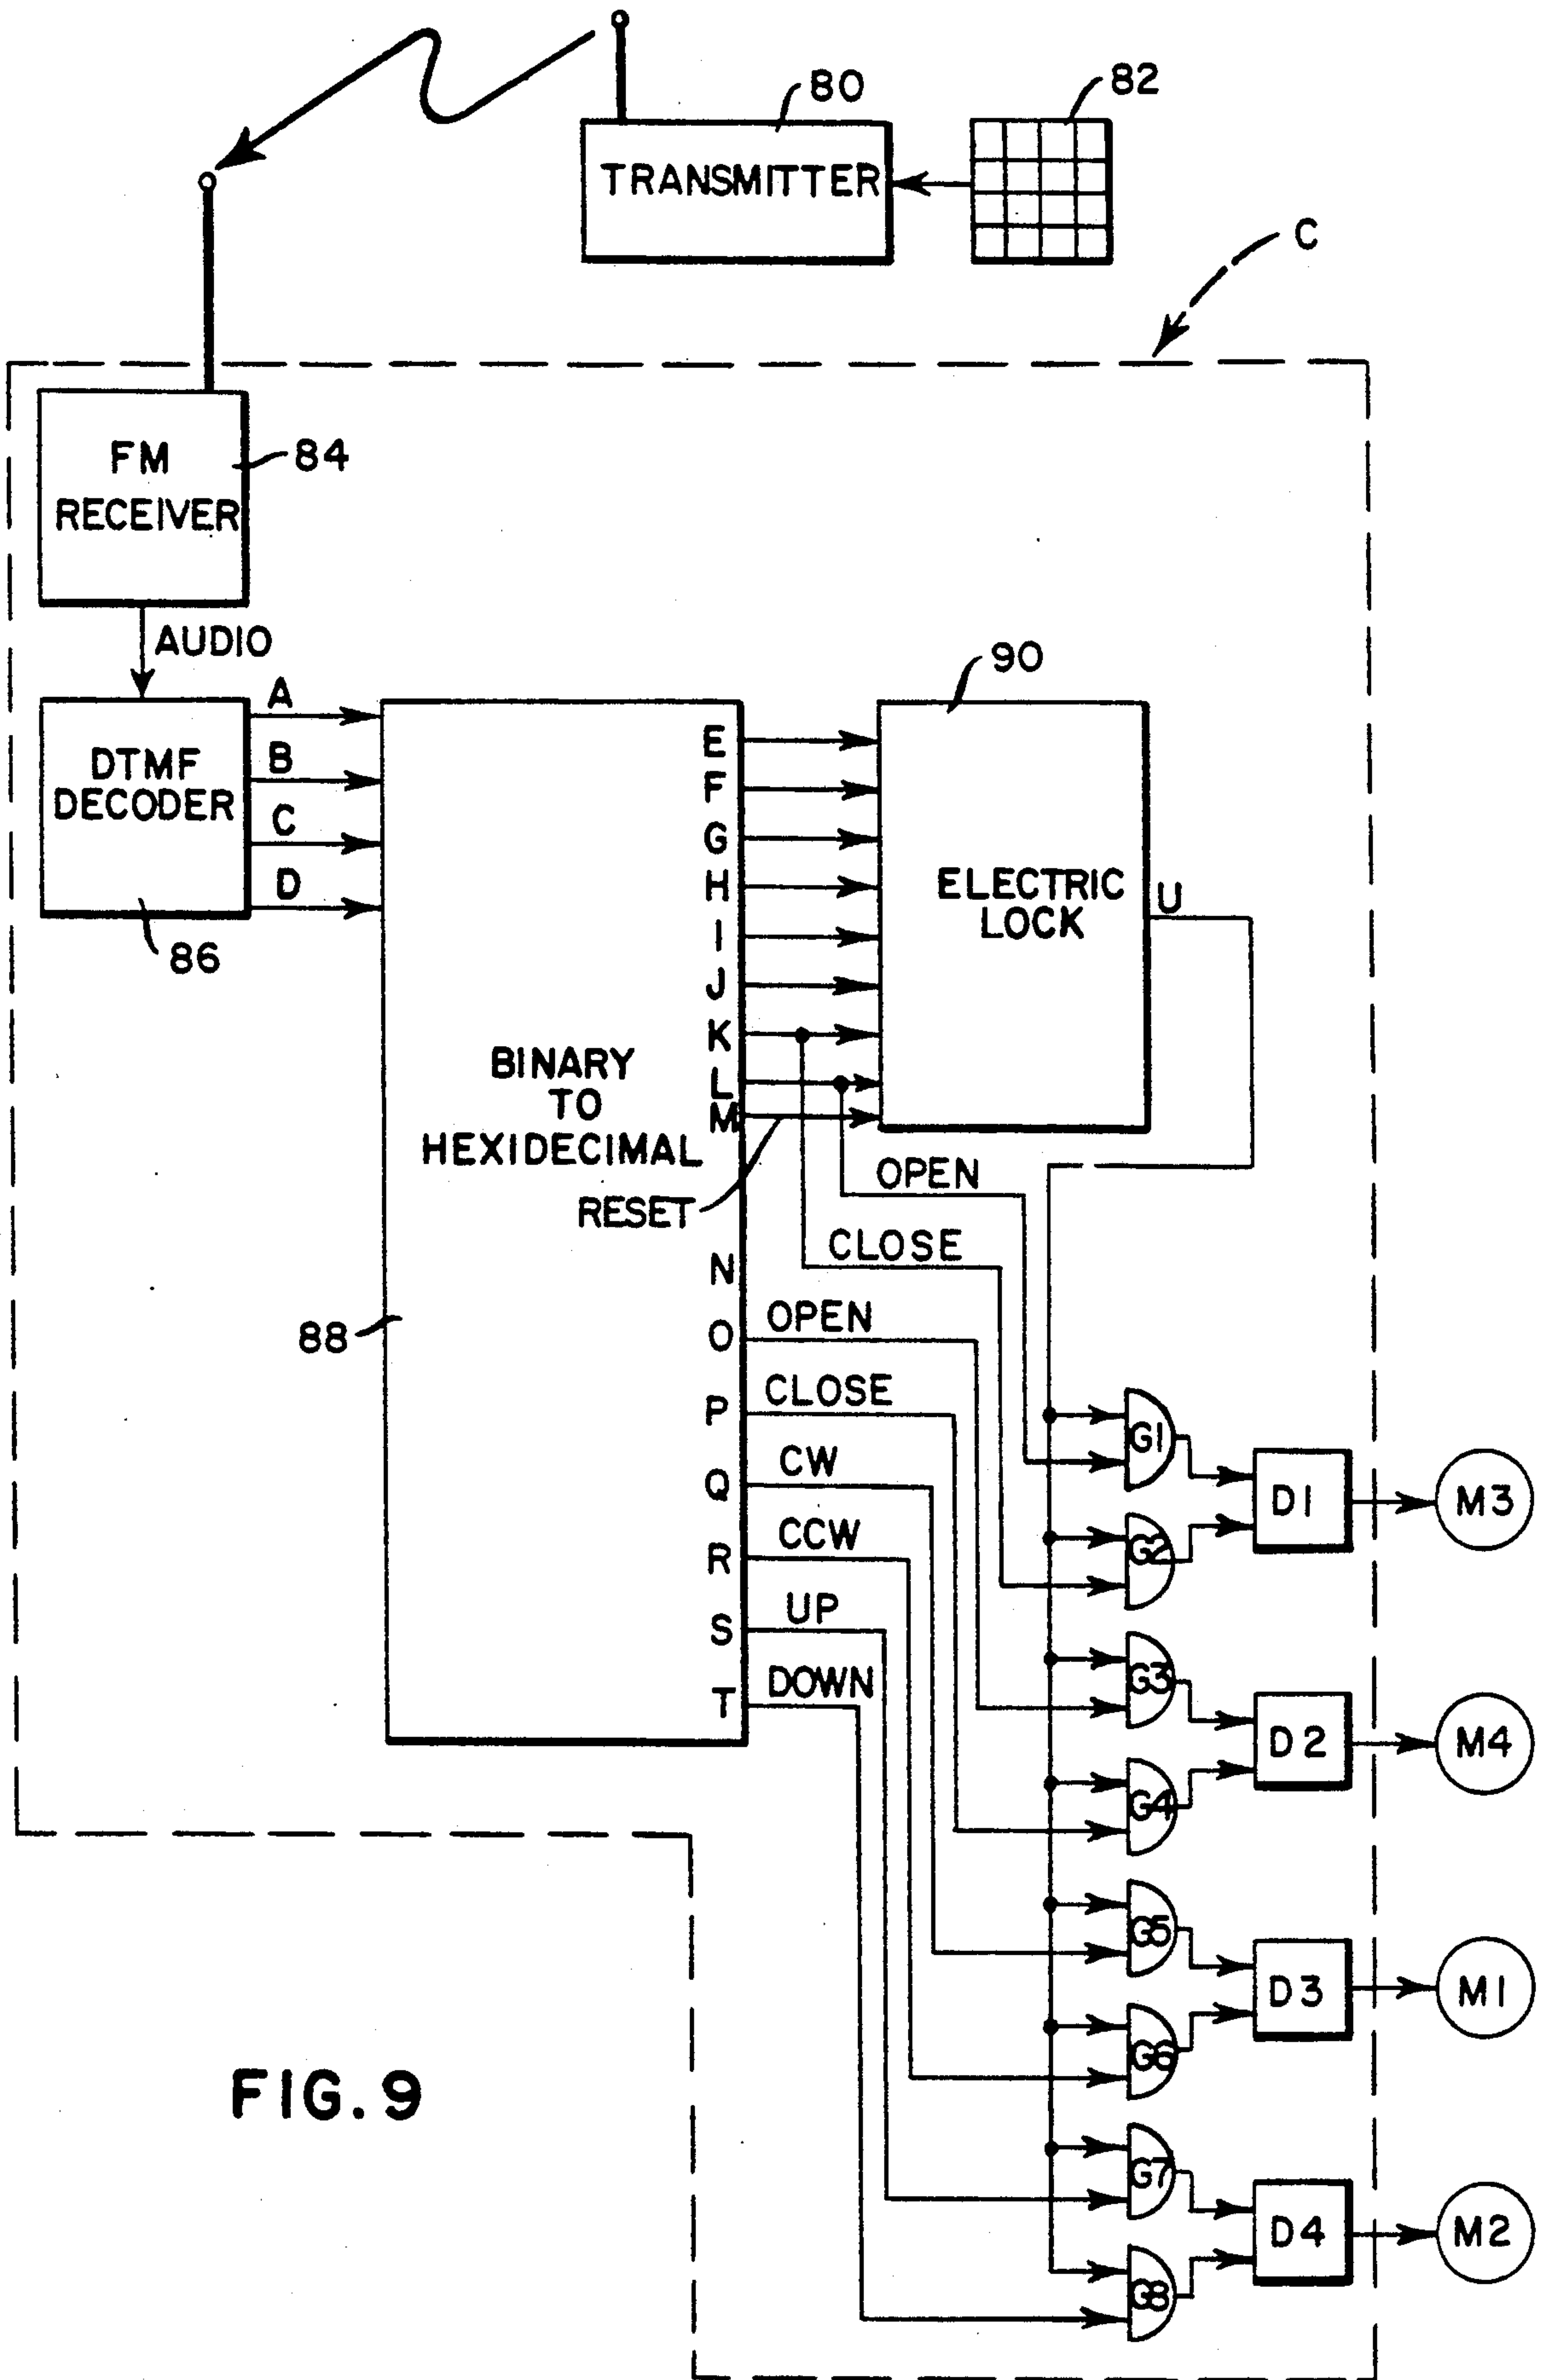 80
82
TRANSMITTER
C
FM
RECEIVER
84
AUDIO
90
DTMF
DECODER
86
A
B
C
D
E
F
G
H
I
J
K
L
M
ELECTRIC
LOCK
U
BINARY
TO
HEXIDECIMAL
RESET
OPEN
CLOSE
88
N
O
OPEN
P
CLOSE
Q
CW
R
CCW
S
UP
T
DOWN
G1
G2
D1
M3
G3
G4
D2
M4
G5
G6
D3
M1
G7
G8
D4
M2
FIG. 9